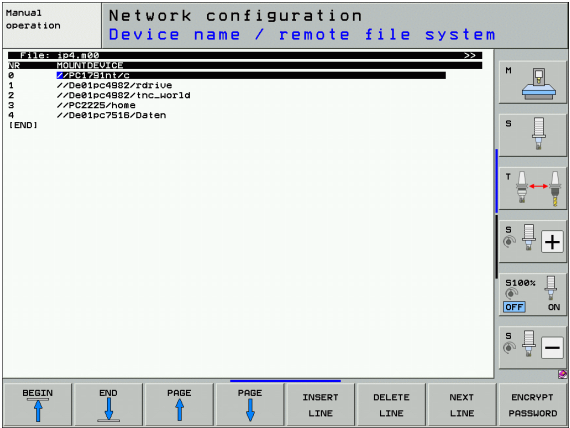 Manual
operation
Network configuration
Device name / remote file system
File: ip4.m00 >>
NR MOUNTDEVICE
0 //PC1791nt/c
1 //De01pc4982/rdrive
2 //De01pc4982/tnc_world
3 //PC2225/home
4 //De01pc7516/Daten
[END]
M
S
T
S
+
S100%
OFF ON
S
−
BEGIN
END
PAGE
PAGE
INSERT
LINE
DELETE
LINE
NEXT
LINE
ENCRYPT
PASSWORD